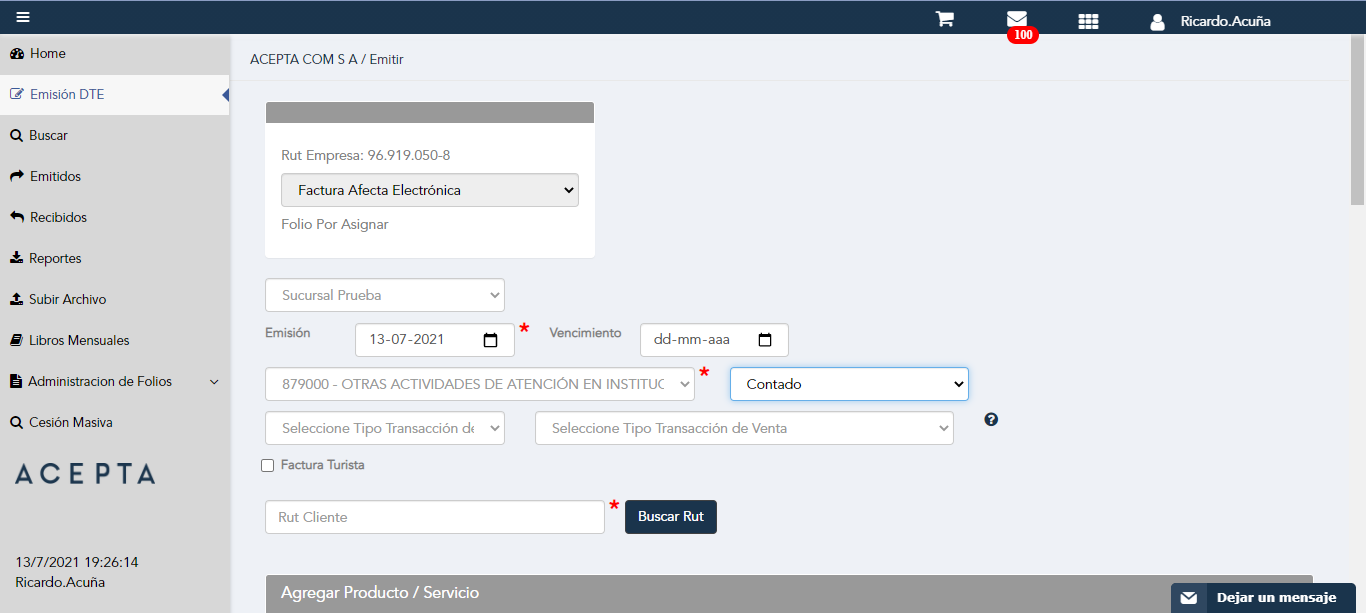 100
Ricardo.Acuña
Home
Emisión DTE
Buscar
Emitidos
Recibidos
Reportes
Subir Archivo
Libros Mensuales
Administracion de Folios
Cesión Masiva
ACEPTA
13/7/2021 19:26:14
Ricardo.Acuña
ACEPTA COM S A / Emitir
Rut Empresa: 96.919.050-8
Factura Afecta Electrónica
Folio Por Asignar
Sucursal Prueba
Emisión 13-07-2021 * Vencimiento dd-mm-aaa
879000 - OTRAS ACTIVIDADES DE ATENCIÓN EN INSTITUC * Contado
Seleccione Tipo Transacción de Seleccione Tipo Transacción de Venta ?
Factura Turista
Rut Cliente * Buscar Rut
Agregar Producto / Servicio
Dejar un mensaje